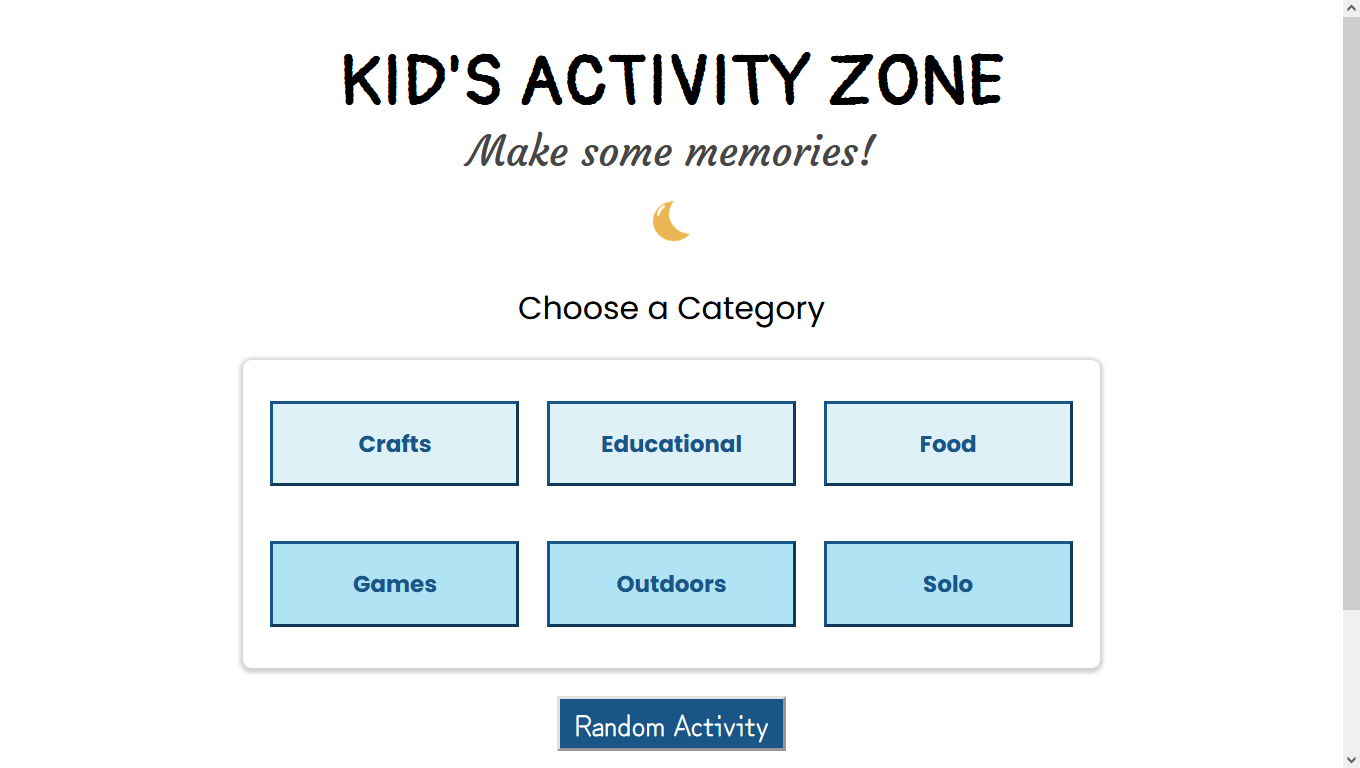 KID'S ACTIVITY ZONE
Make some memories!
Choose a Category
Crafts
Educational
Food
Games
Outdoors
Solo
Random Activity